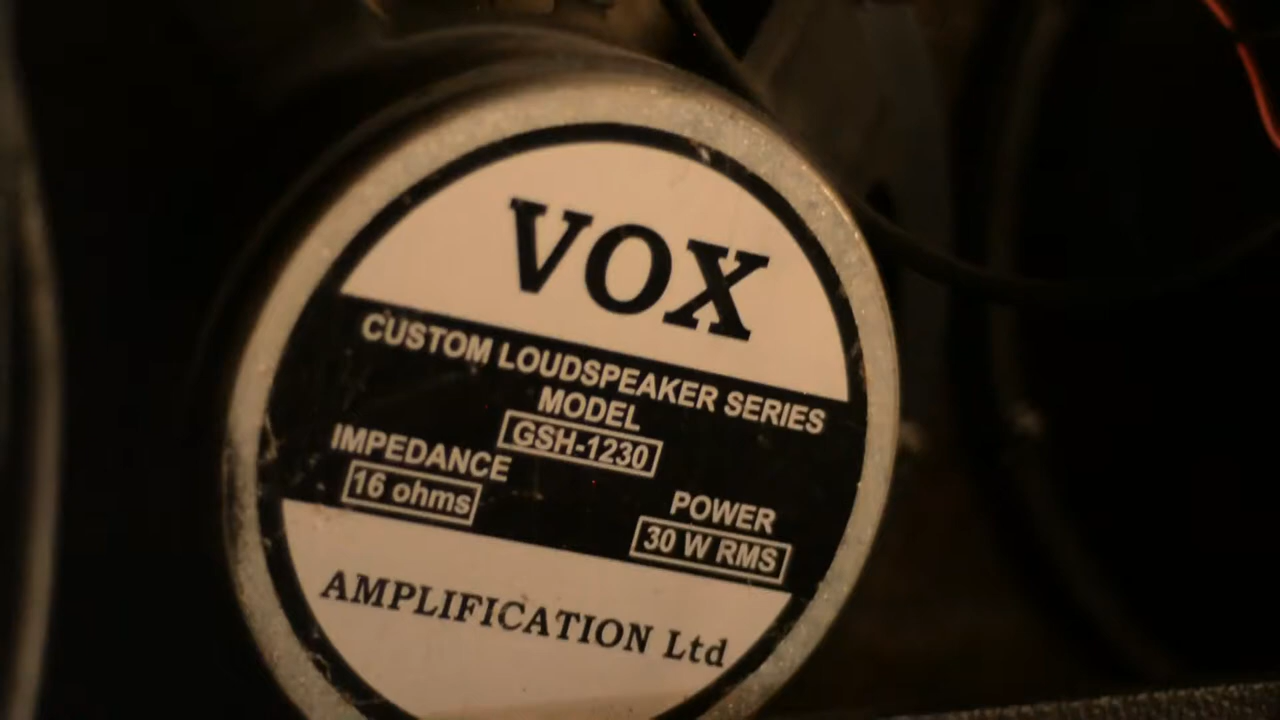 VOX
CUSTOM LOUDSPEAKER SERIES
MODEL
GSH-1230
IMPEDANCE
16 ohms
POWER
30 W RMS
AMPLIFICATION Ltd